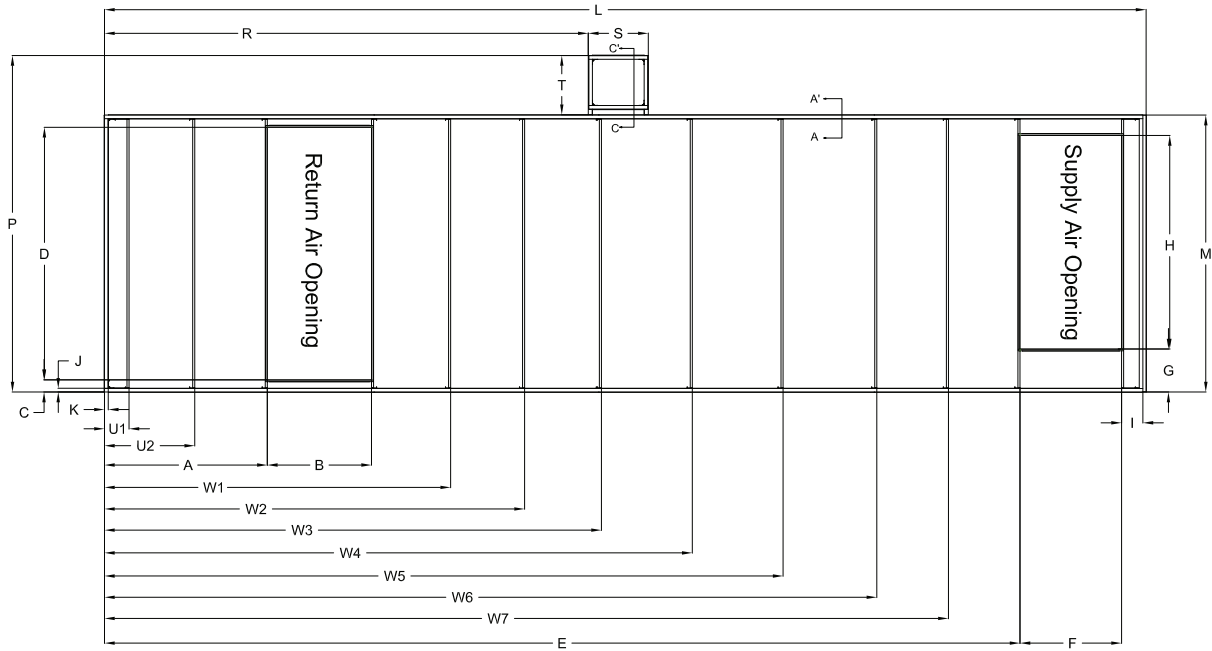 L
R
S
C'
T
A'
C
A
P
D
Return Air Opening
Supply Air Opening
H
M
J
G
C
K
I
U1
U2
A
B
W1
W2
W3
W4
W5
W6
W7
E
F